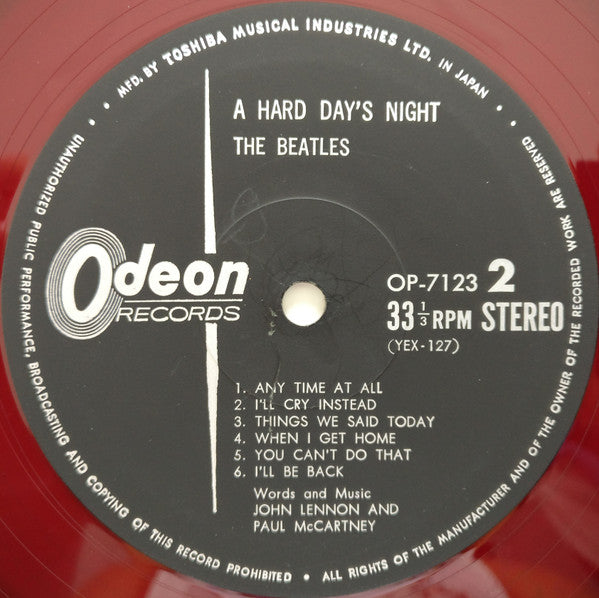 • MFD. BY TOSHIBA MUSICAL INDUSTRIES LTD. IN JAPAN •
A HARD DAY'S NIGHT
THE BEATLES
Odeon
RECORDS
OP-7123 2
33 1/3 RPM STEREO
(YEX-127)
1. ANY TIME AT ALL
2. I'LL CRY INSTEAD
3. THINGS WE SAID TODAY
4. WHEN I GET HOME
5. YOU CAN'T DO THAT
6. I'LL BE BACK
Words and Music
JOHN LENNON AND
PAUL McCARTNEY
UNAUTHORIZED PUBLIC PERFORMANCE, BROADCASTING AND COPYING OF THIS RECORD PROHIBITED • ALL RIGHTS OF THE MANUFACTURER AND OF THE OWNER OF THE RECORDED WORK ARE RESERVED